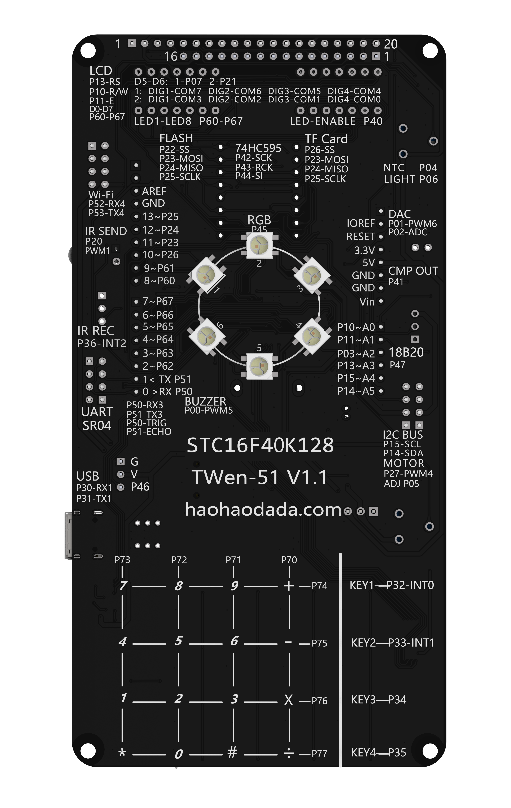 1 20
16 1
LCD
P13-RS
P10-R/W
P11-E
D0-D7
P60-P67
D5-D6: 1-P07 2-P21
1: DIG1-COM7 DIG2-COM6 DIG3-COM5 DIG4-COM4
2: DIG1-COM3 DIG2-COM2 DIG3-COM1 DIG4-COM0
LED1-LED8 P60-P67 LED-ENABLE P40
FLASH
P22-SS
P23-MOSI
P24-MISO
P25-SCLK
74HC595
P42-SCK
P43-RCK
P44-SI
TF Card
P26-SS
P23-MOSI
P24-MISO
P25-SCLK
NTC P04
LIGHT P06
Wi-Fi
P52-RX4
P53-TX4
IR SEND
P20
PWM1
AREF
GND
13~P25
12~P24
11~P23
10~P26
9~P61
8~P60
7~P67
6~P66
5~P65
4~P64
3~P63
2~P62
1< TX P51
0 >RX P50
RGB
P45
2
1
3
6
4
5
DAC
P01-PWM6
P02-ADC
IOREF
RESET
3.3V
5V
GND
GND
Vin
CMP OUT
P41
P10~A0
P11~A1
P03~A2
P13~A3
P15~A4
P14~A5
18B20
P47
IR REC
P36-INT2
UART
SR04
P50-RX3
P51 TX3
P50-TRIG
P51-ECHO
BUZZER
P00-PWM5
I2C BUS
P15-SCL
P14-SDA
MOTOR
P27-PWM4
ADJ P05
STC16F40K128
TWen-51 V1.1
haohaodada.com
G
V
P46
USB
P30-RX1
P31-TX1
P73 P72 P71 P70
7 8 9 + P74 KEY1—P32-INT0
4 5 6 - P75 KEY2—P33-INT1
1 2 3 X P76 KEY3—P34
* 0 # ÷ P77 KEY4—P35